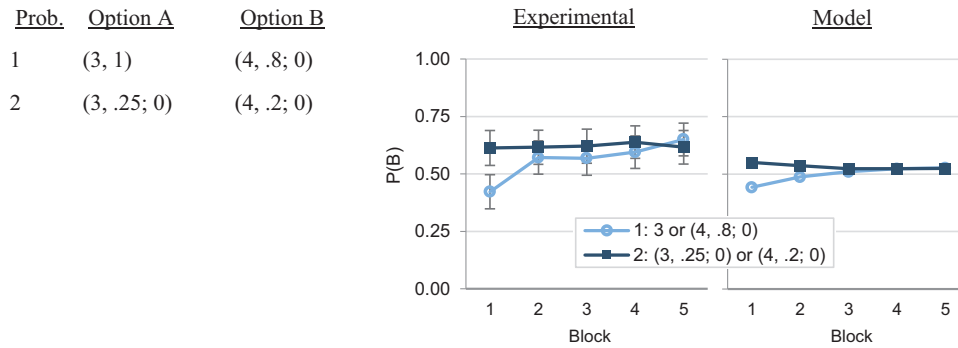 Prob. Option A Option B
1 (3, 1) (4, .8; 0)
2 (3, .25; 0) (4, .2; 0)
Experimental Model
1.00
0.75
0.50
0.25
0.00
P(B)
1: 3 or (4, .8; 0)
2: (3, .25; 0) or (4, .2; 0)
1 2 3 4 5 1 2 3 4 5
Block Block